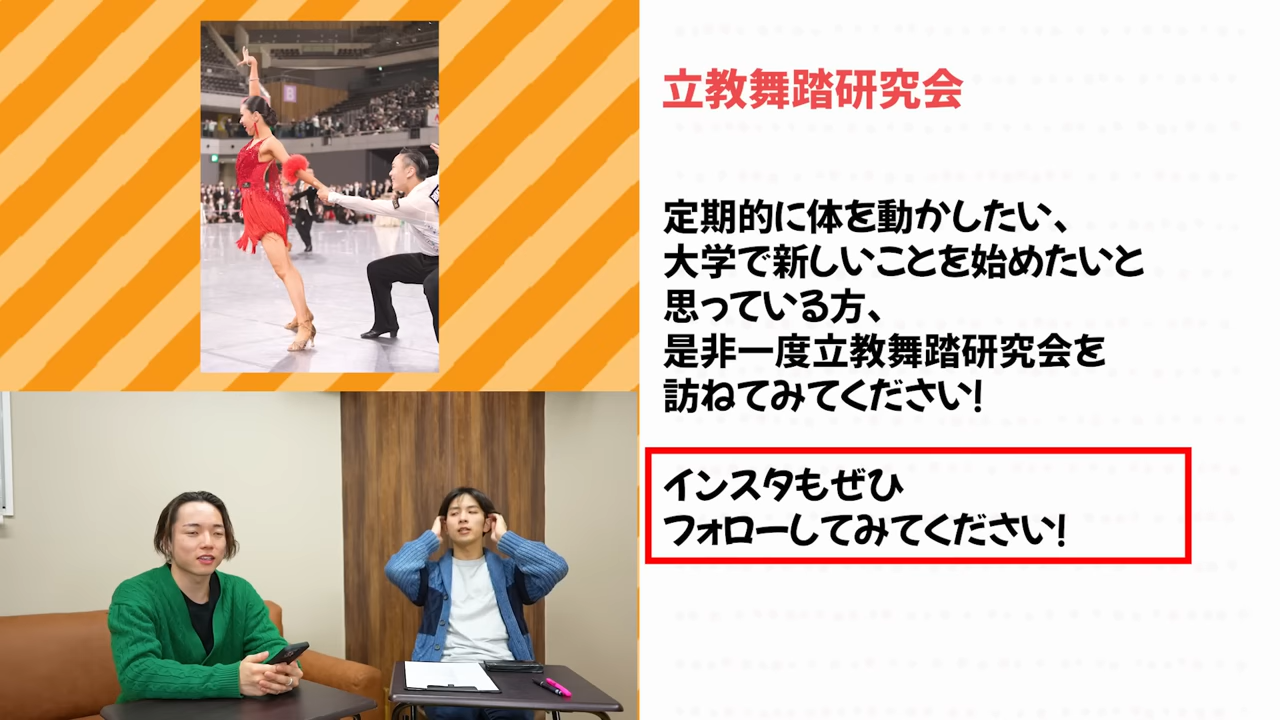 立教舞踏研究会
定期的に体を動かしたい、
大学で新しいことを始めたいと
思っている方、
是非一度立教舞踏研究会を
訪ねてみてください!
インスタもぜひ
フォローしてみてください!
B